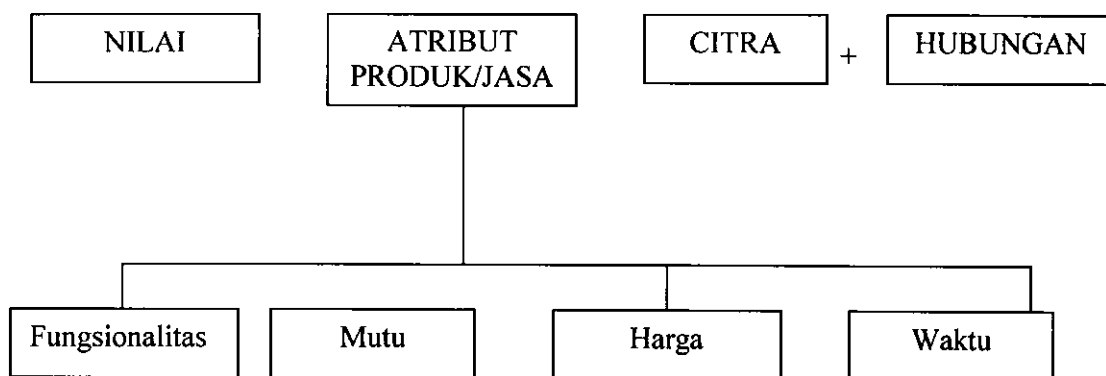 NILAI
ATRIBUT
PRODUK/JASA
CITRA
+
HUBUNGAN
Fungsionalitas
Mutu
Harga
Waktu